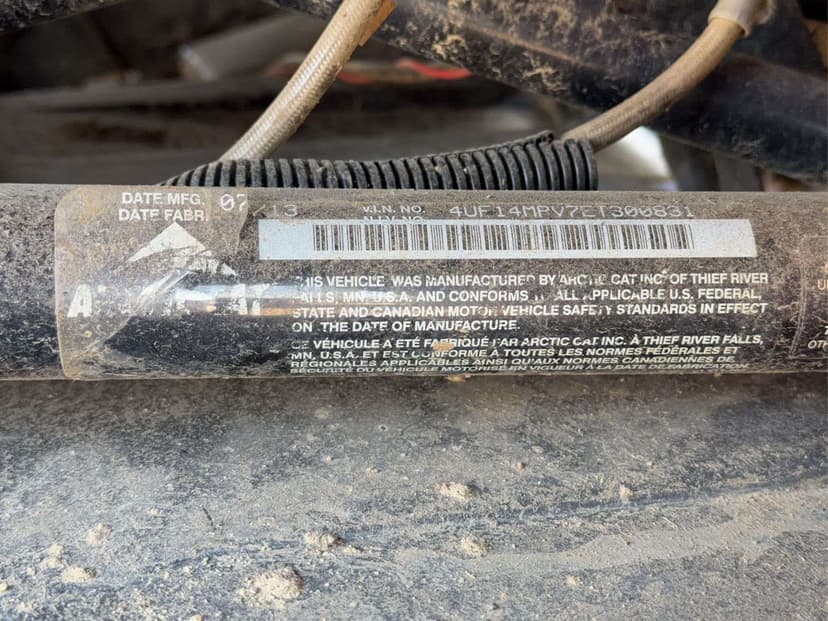 DATE MFG. 07/13
DATE FABR.
V.I.N. NO. 4UF14MPV7ET300831
THIS VEHICLE WAS MANUFACTURED BY ARCTIC CAT INC. OF THIEF RIVER
FALLS, MN, U.S.A. AND CONFORMS TO ALL APPLICABLE U.S. FEDERAL,
STATE AND CANADIAN MOTOR VEHICLE SAFETY STANDARDS IN EFFECT
ON THE DATE OF MANUFACTURE.
CE VÉHICULE A ÉTÉ FABRIQUÉ PAR ARCTIC CAT INC. À THIEF RIVER FALLS,
MN, U.S.A. ET EST CONFORME À TOUTES LES NORMES FÉDÉRALES ET
RÉGIONALES APPLICABLES AINSI QU'AUX NORMES CANADIENNES DE
SÉCURITÉ DU VÉHICULE MOTORISÉ EN VIGUEUR À LA DATE DE FABRICATION